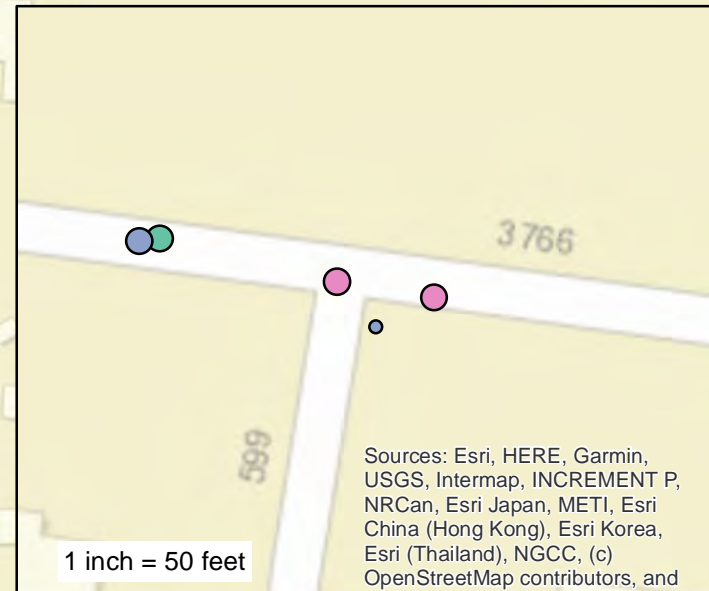 3766
599
Sources: Esri, HERE, Garmin,
USGS, Intermap, INCREMENT P,
NRCan, Esri Japan, METI, Esri
China (Hong Kong), Esri Korea,
Esri (Thailand), NGCC, (c)
OpenStreetMap contributors, and
1 inch = 50 feet